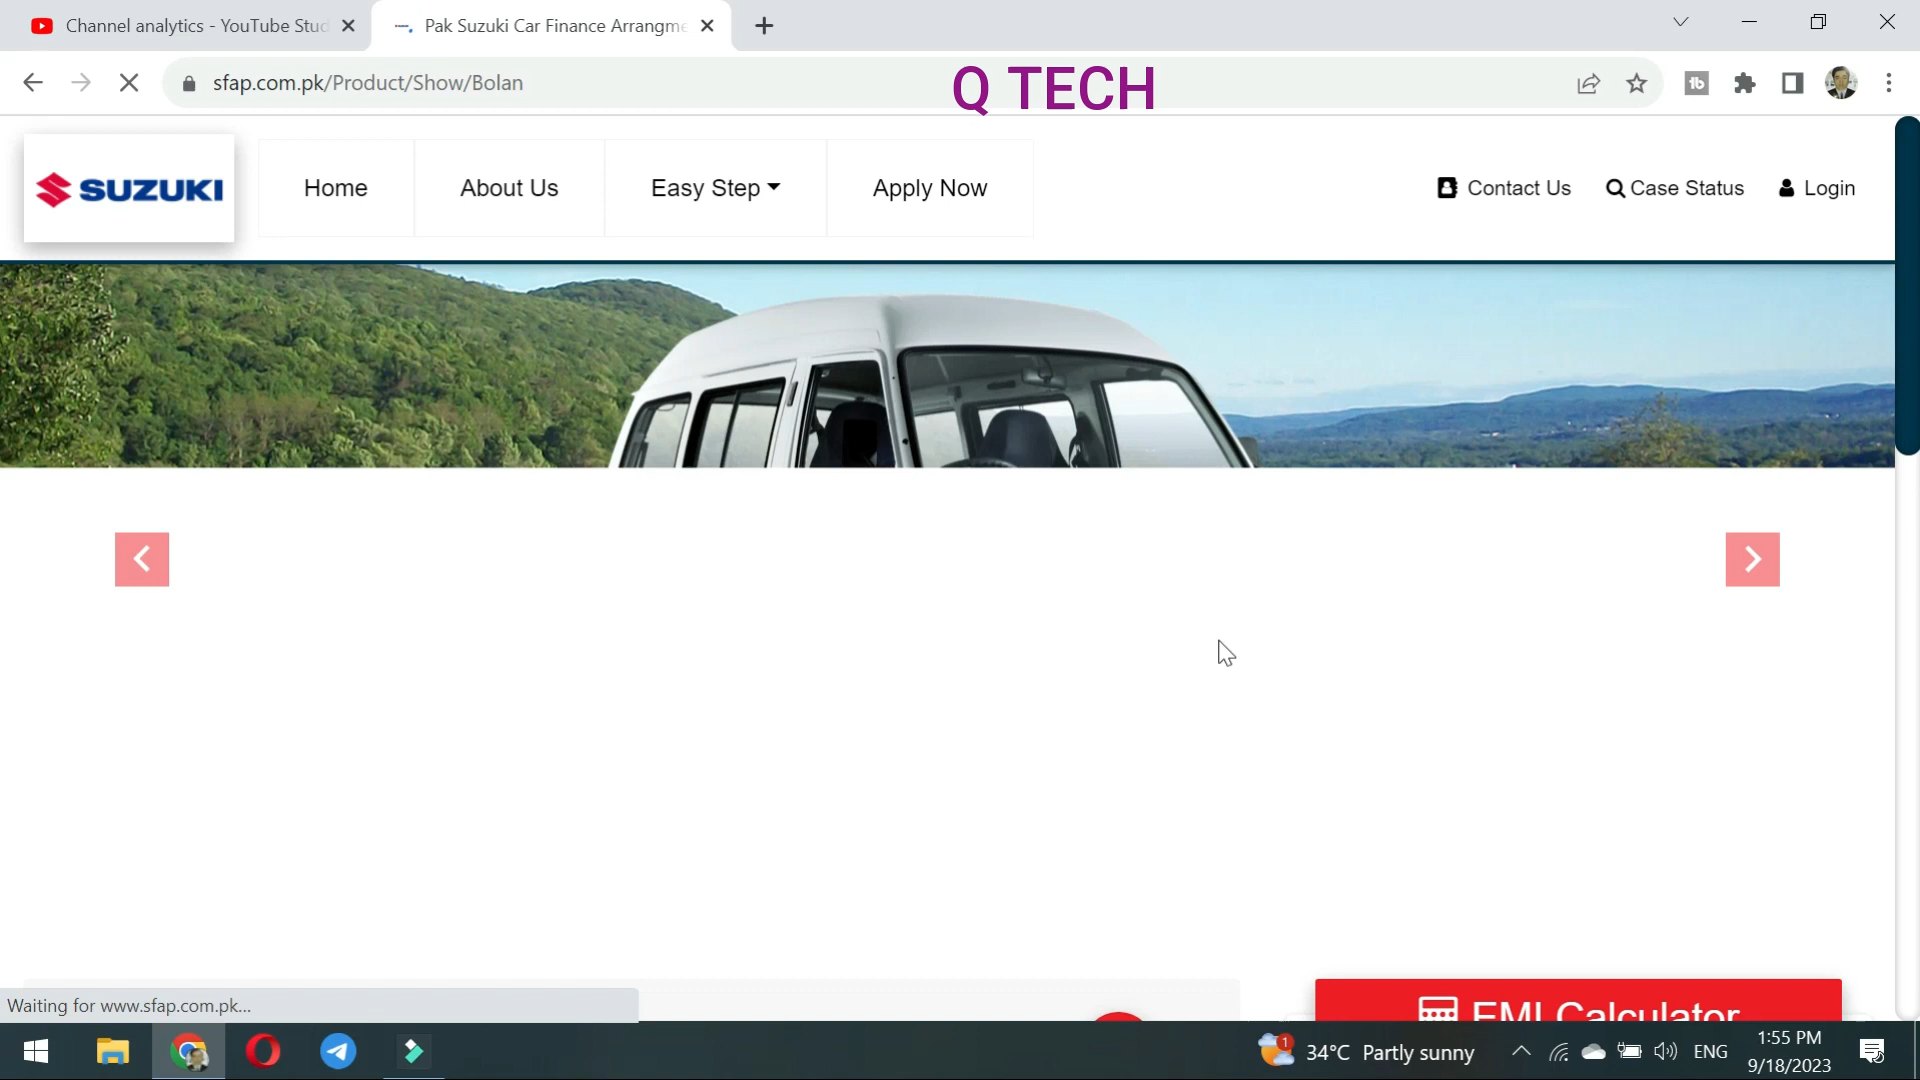 Channel analytics - YouTube Stud
Pak Suzuki Car Finance Arrangme
sfap.com.pk/Product/Show/Bolan
Q TECH
SUZUKI
Home
About Us
Easy Step
Apply Now
Contact Us
Case Status
Login
EMI Calculator
Waiting for www.sfap.com.pk...
1
34°C Partly sunny
ENG
1:55 PM
9/18/2023